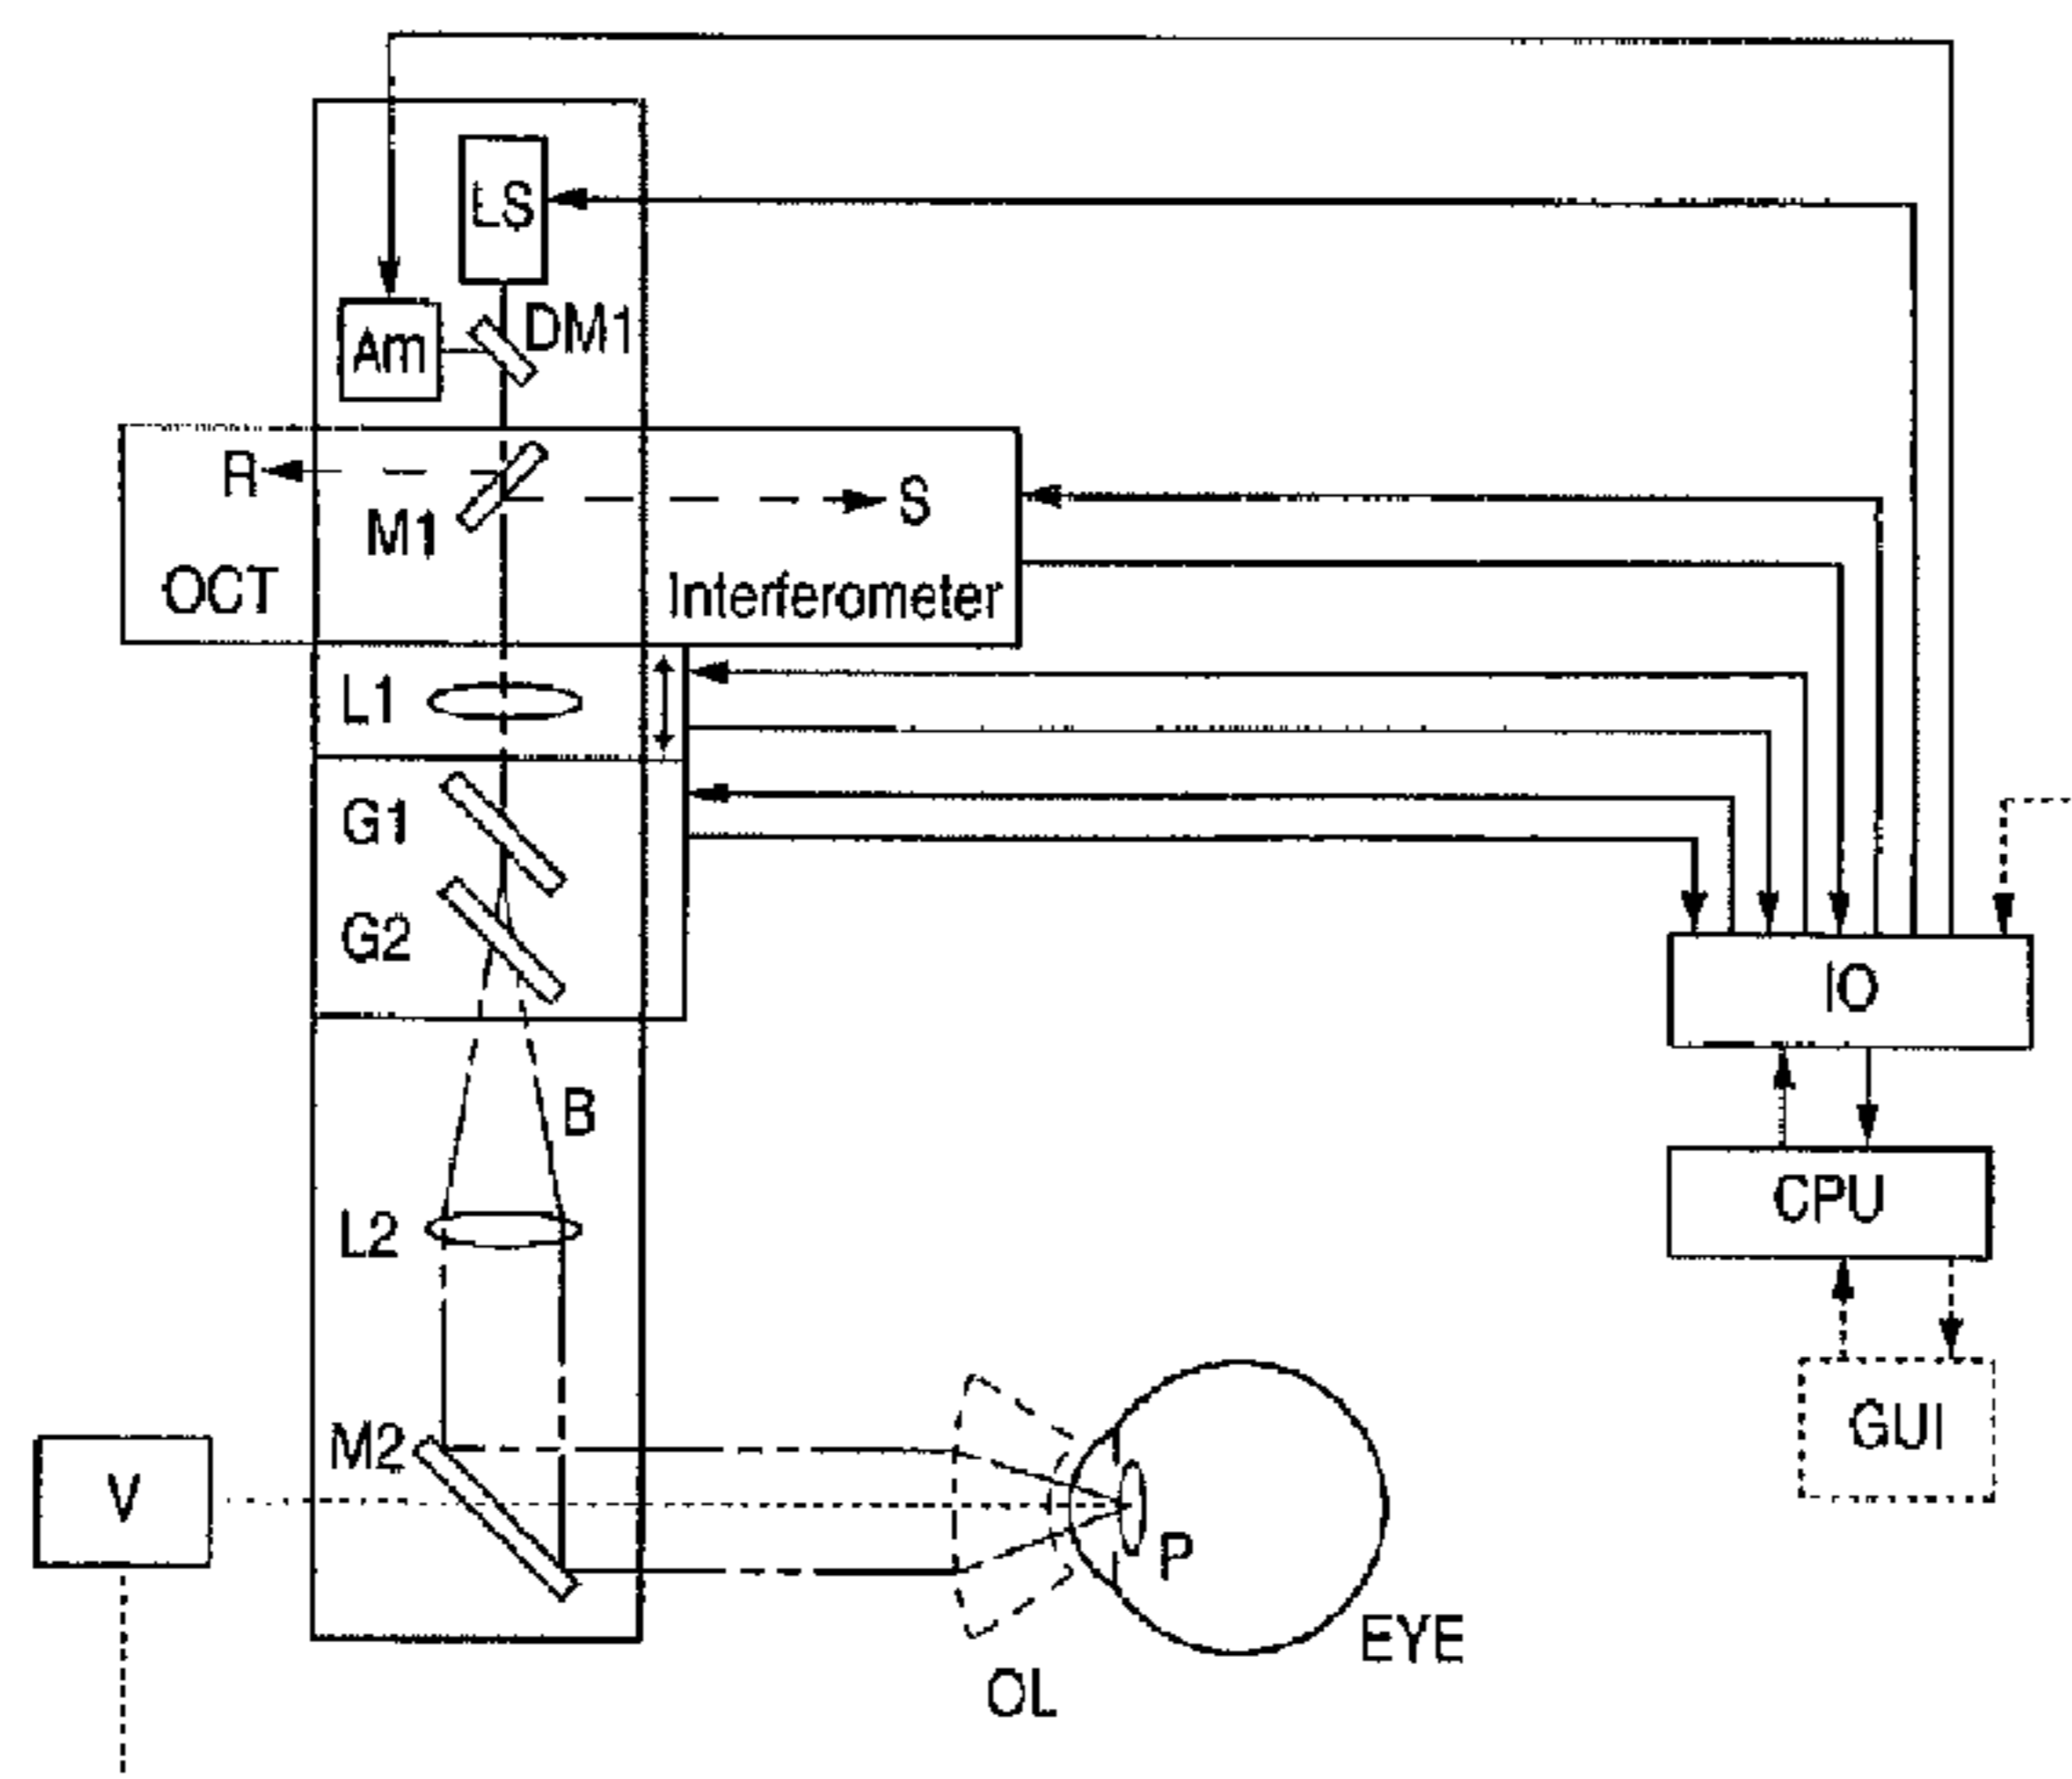 LS
DM1
Am
R
S
M1
OCT
Interferometer
L1
G1
G2
IO
B
CPU
L2
GUI
M2
V
P
EYE
OL